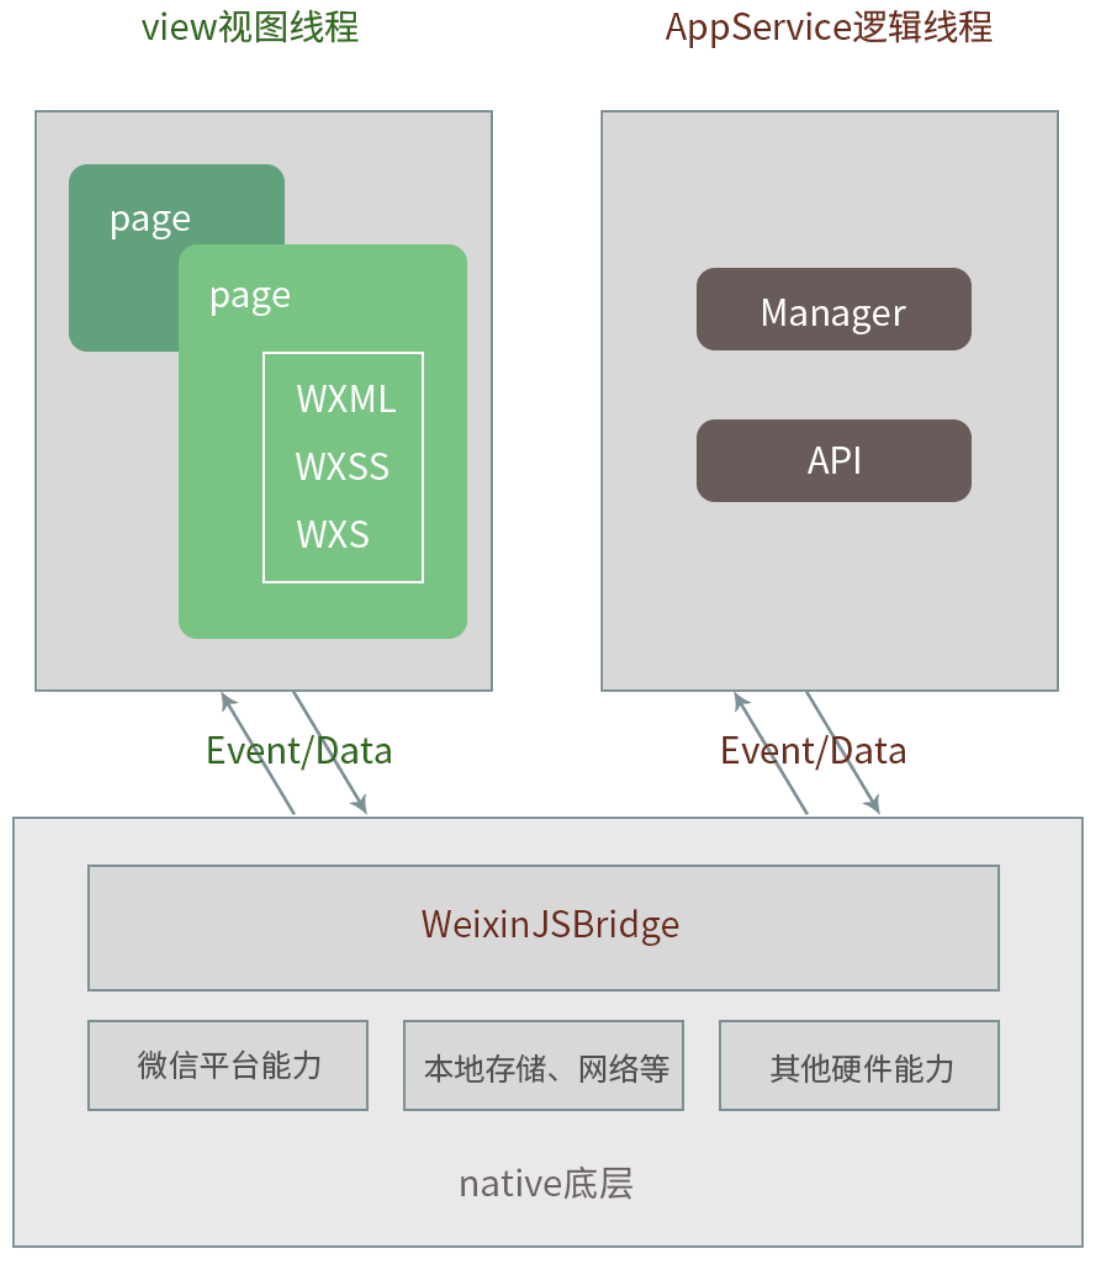 view视图线程
AppService逻辑线程
page
page
WXML
WXSS
WXS
Manager
API
Event/Data
Event/Data
WeixinJSBridge
微信平台能力
本地存储、网络等
其他硬件能力
native底层